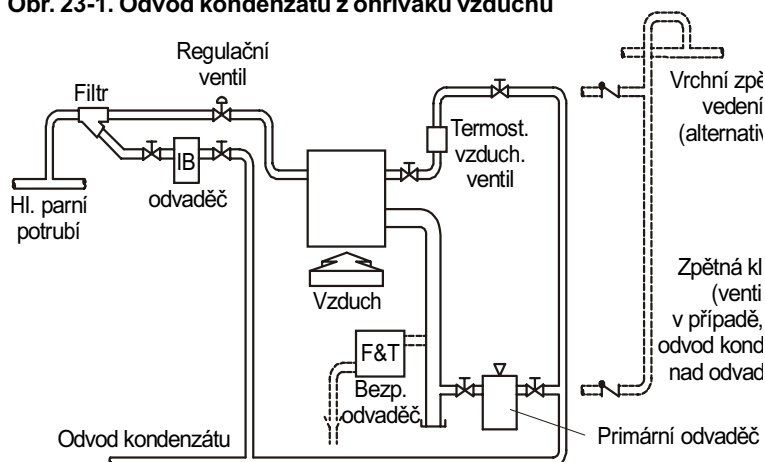 Obr. 23-1. Odvod kondenzátu z ohříváku vzduchu
Regulační
ventil
Filtr
IB
odvaděč
Hl. parní
potrubí
Termost.
vzduch.
ventil
Vrchní zpě
vedení
(alternativ
Vzduch
F&T
Bezp.
odvaděč
Zpětná kl
(venti
v případě,
odvod kond
nad odvad
Odvod kondenzátu
Primární odvaděč